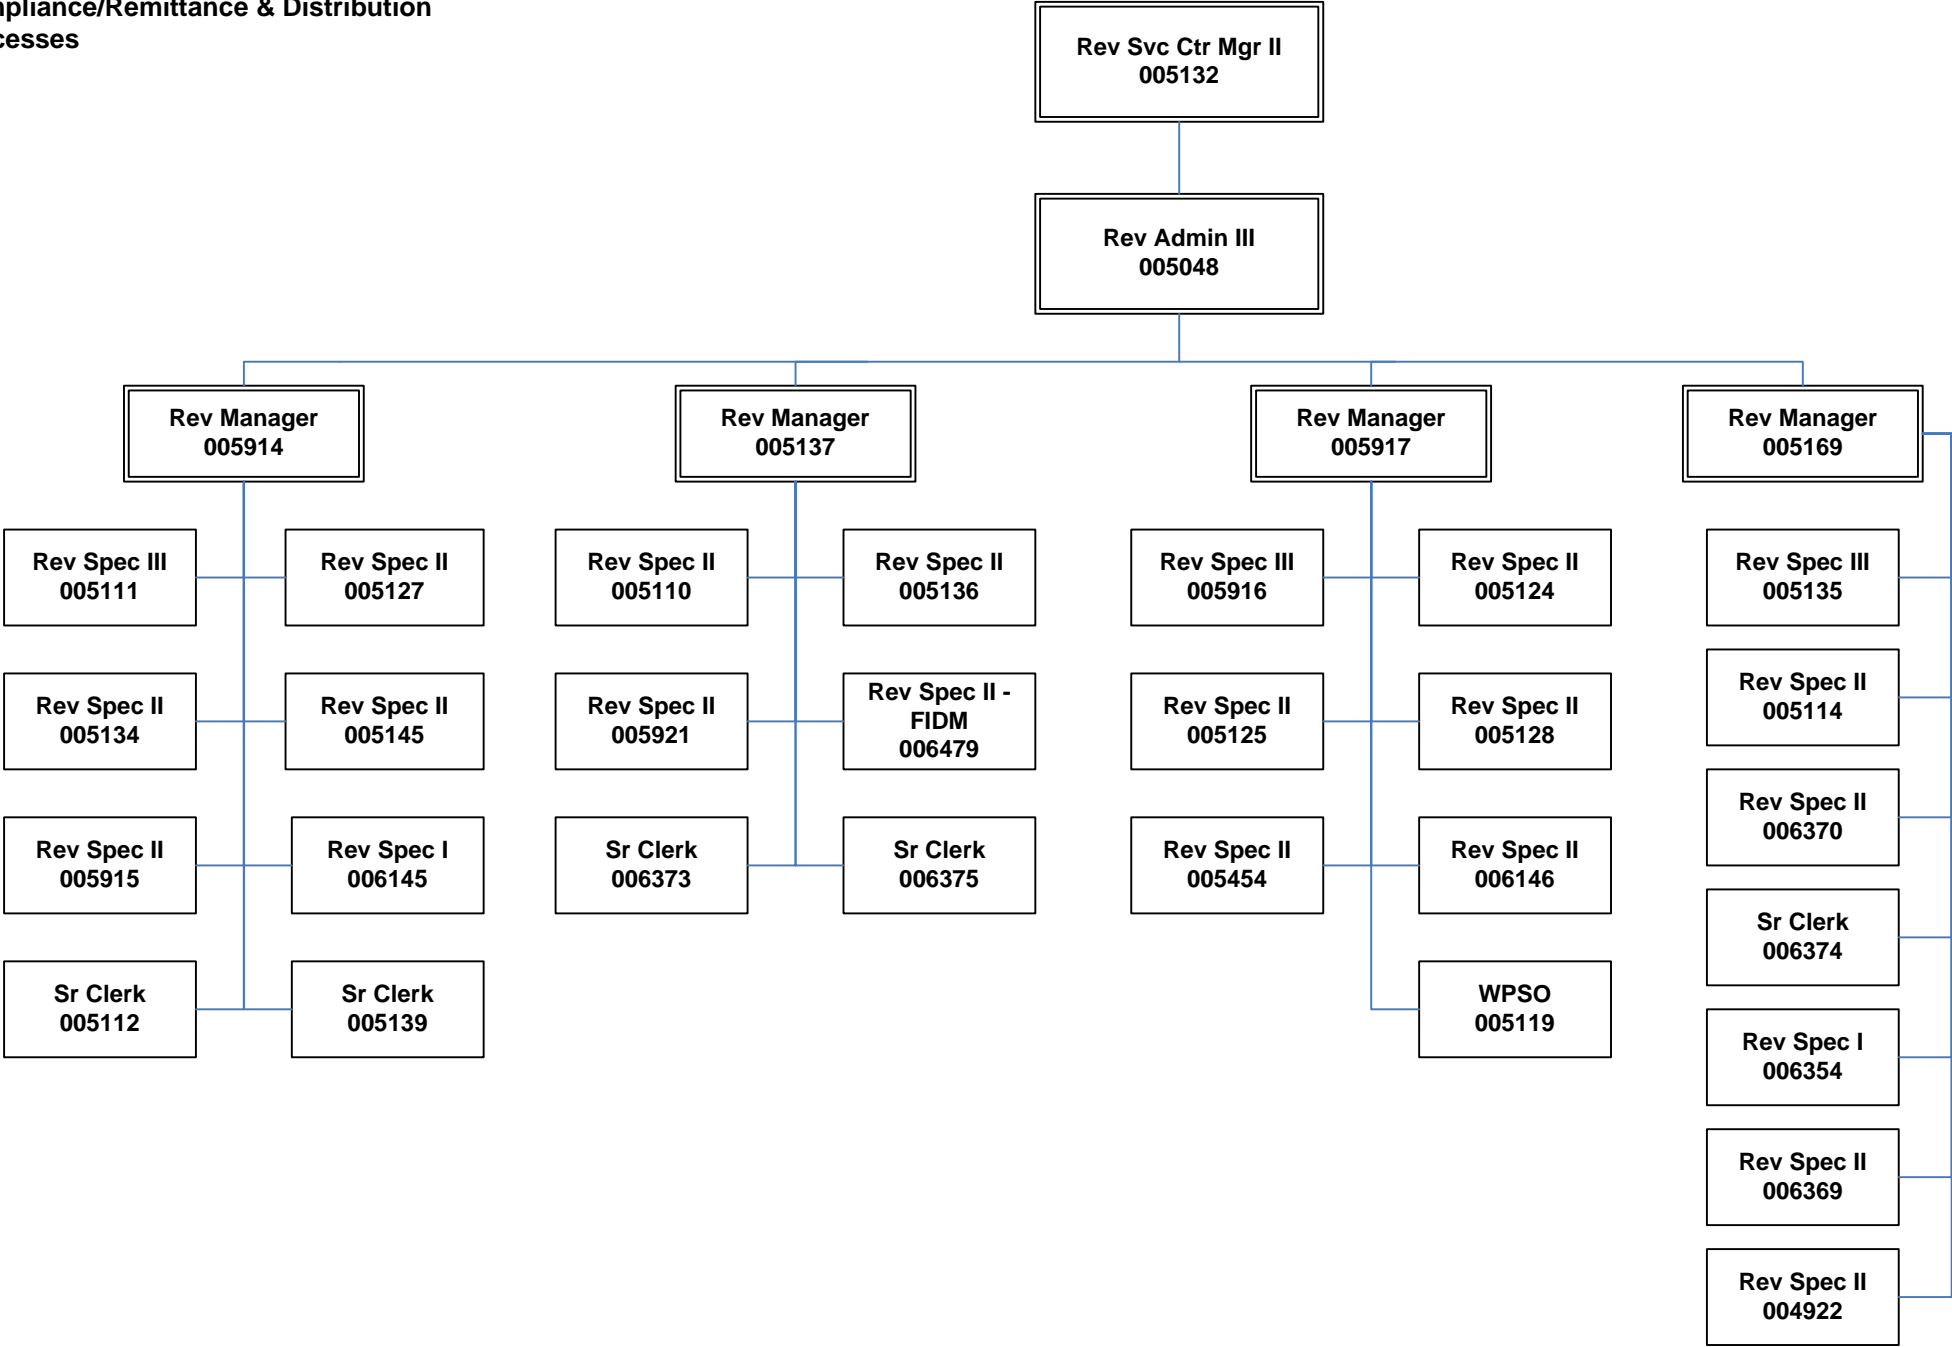 & Distribution
Rev Svc Ctr Mgr II
005132
Rev Admin III
005048
Rev Manager
005914
Rev Manager
005137
Rev Manager
005917
Rev Manager
005169
Rev Spec III
005111
Rev Spec II
005127
Rev Spec II
005134
Rev Spec II
005145
Rev Spec II
005915
Rev Spec I
006145
Sr Clerk
005112
Sr Clerk
005139
Rev Spec II
005110
Rev Spec II
005136
Rev Spec II
005921
Rev Spec II -
FIDM
006479
Sr Clerk
006373
Sr Clerk
006375
Rev Spec III
005916
Rev Spec II
005124
Rev Spec II
005125
Rev Spec II
005128
Rev Spec II
005454
Rev Spec II
006146
WPSO
005119
Rev Spec III
005135
Rev Spec II
005114
Rev Spec II
006370
Sr Clerk
006374
Rev Spec I
006354
Rev Spec II
006369
Rev Spec II
004922